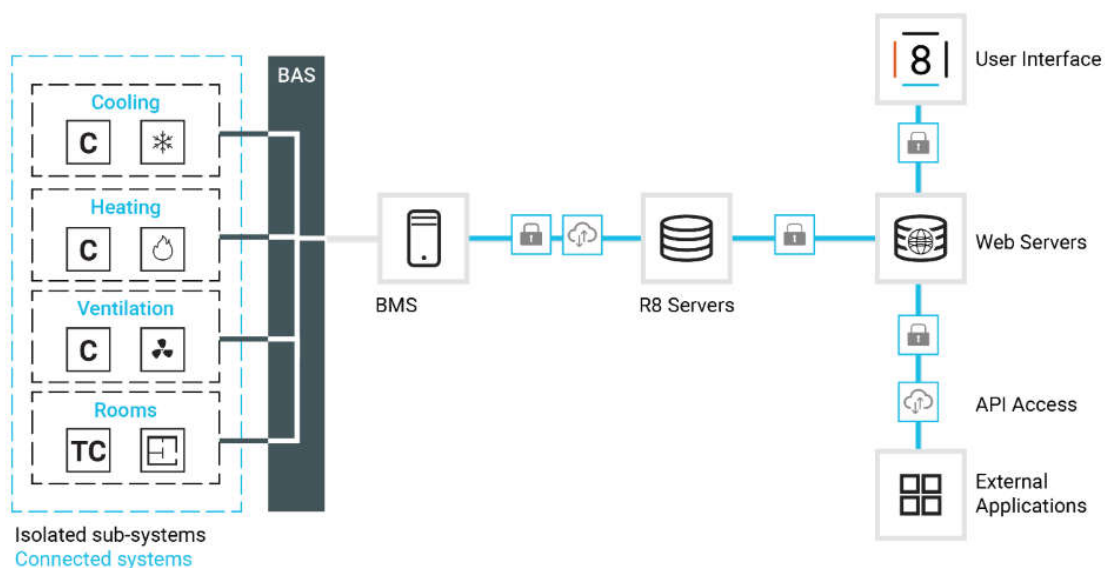 BAS
Cooling
C
Heating
C
Ventilation
C
Rooms
TC
Isolated sub-systems
Connected systems
BMS
R8 Servers
8
User Interface
Web Servers
API Access
External
Applications